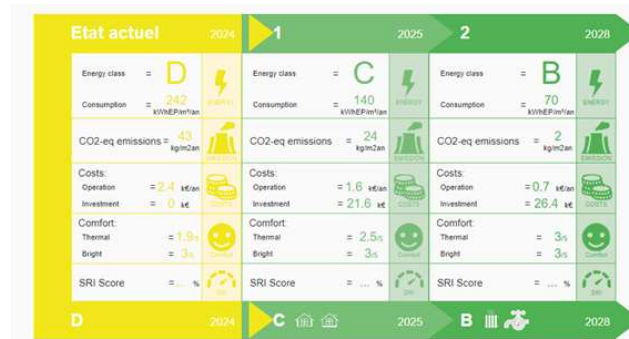 Etat actuel 2024 1 2025 2 2028
Energy class = D
Consumption = 242 kWhEP/m²/an
ENERGY
CO2-eq emissions = 43 kg/m2an
EMISSION
Costs:
Operation = 2.4 k€/an
Investment = 0 k€
COSTS
Comfort:
Thermal = 1.9/5
Bright = 3/5
Comfort
SRI Score = ... %
SRI
Energy class = C
Consumption = 140 kWhEP/m²/an
ENERGY
CO2-eq emissions = 24 kg/m2an
EMISSION
Costs:
Operation = 1.6 k€/an
Investment = 21.6 k€
COSTS
Comfort:
Thermal = 2.5/5
Bright = 3/5
Comfort
SRI Score = ... %
SRI
Energy class = B
Consumption = 70 kWhEP/m²/an
ENERGY
CO2-eq emissions = 2 kg/m2an
EMISSION
Costs:
Operation = 0.7 k€/an
Investment = 26.4 k€
COSTS
Comfort:
Thermal = 3/5
Bright = 3/5
Comfort
SRI Score = ... %
SRI
D 2024 C 2025 B 2028